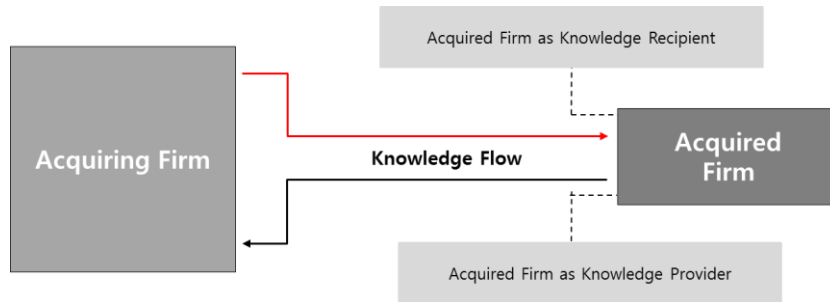 Acquired Firm as Knowledge Recipient
Acquiring Firm
Knowledge Flow
Acquired
Firm
Acquired Firm as Knowledge Provider